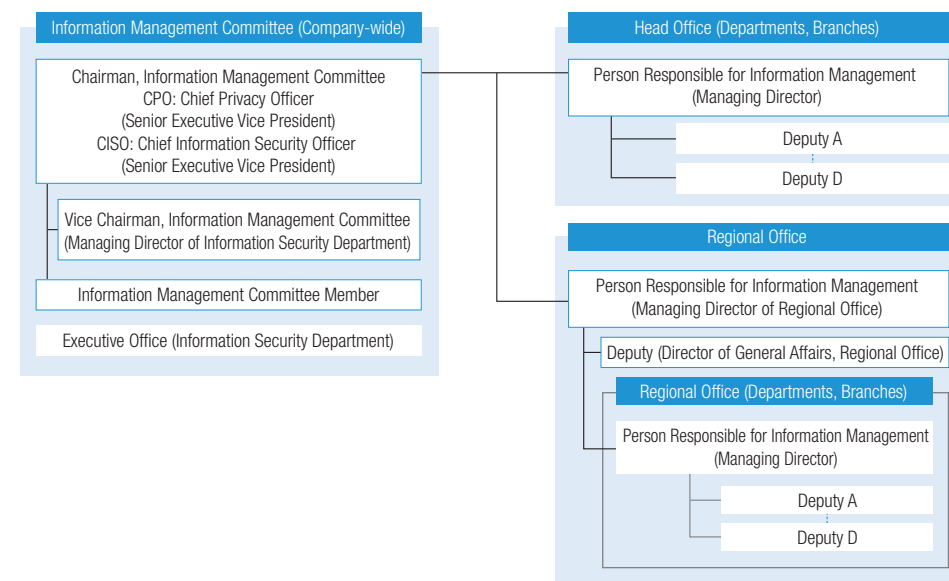 Information Management Committee (Company-wide)
Chairman, Information Management Committee
CPO: Chief Privacy Officer
(Senior Executive Vice President)
CISO: Chief Information Security Officer
(Senior Executive Vice President)
Vice Chairman, Information Management Committee
(Managing Director of Information Security Department)
Information Management Committee Member
Executive Office (Information Security Department)
Head Office (Departments, Branches)
Person Responsible for Information Management
(Managing Director)
Deputy A
Deputy D
Regional Office
Person Responsible for Information Management
(Managing Director of Regional Office)
Deputy (Director of General Affairs, Regional Office)
Regional Office (Departments, Branches)
Person Responsible for Information Management
(Managing Director)
Deputy A
Deputy D